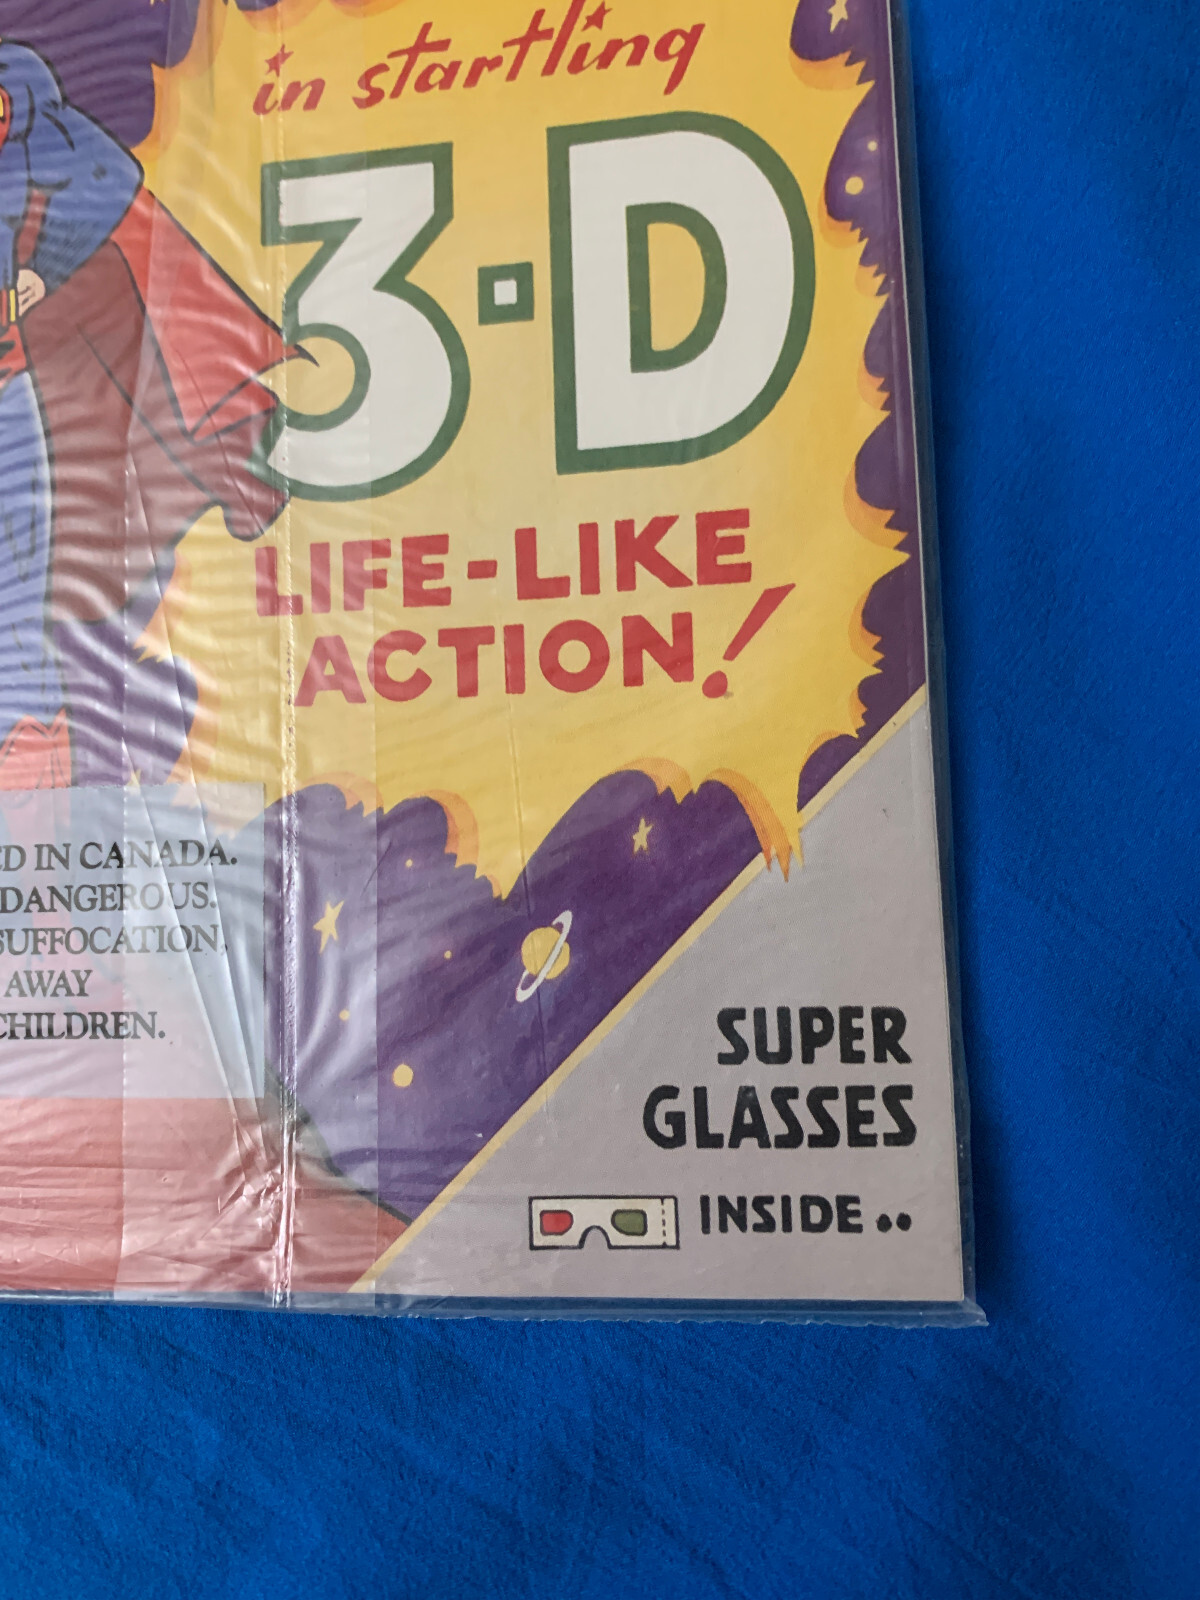 in startling
3-D
LIFE-LIKE
ACTION!
IN CANADA.
DANGEROUS.
SUFFOCATION,
AWAY
CHILDREN.
SUPER
GLASSES
INSIDE..